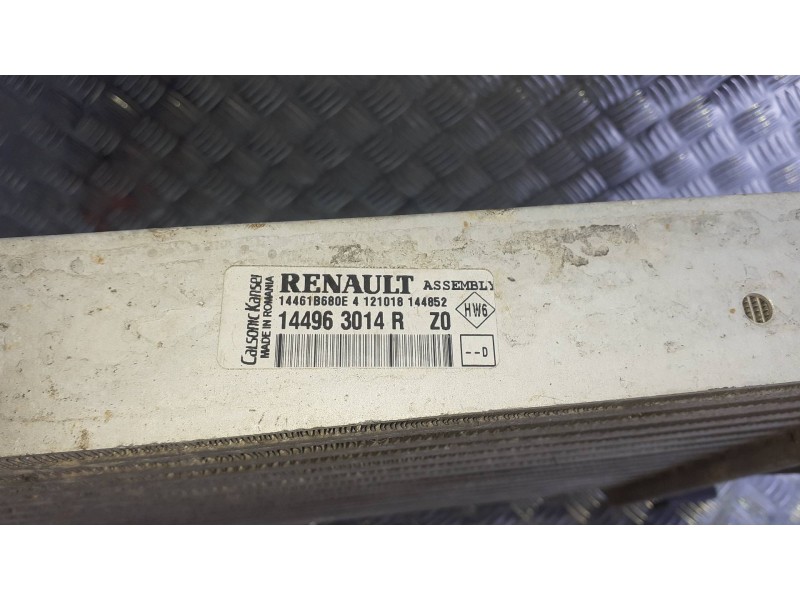 Calsonic Kansei
MADE IN ROMANIA
RENAULT ASSEMBLY
14461B680E 4 121018 144852
14496 3014 R Z0
HW6
--D